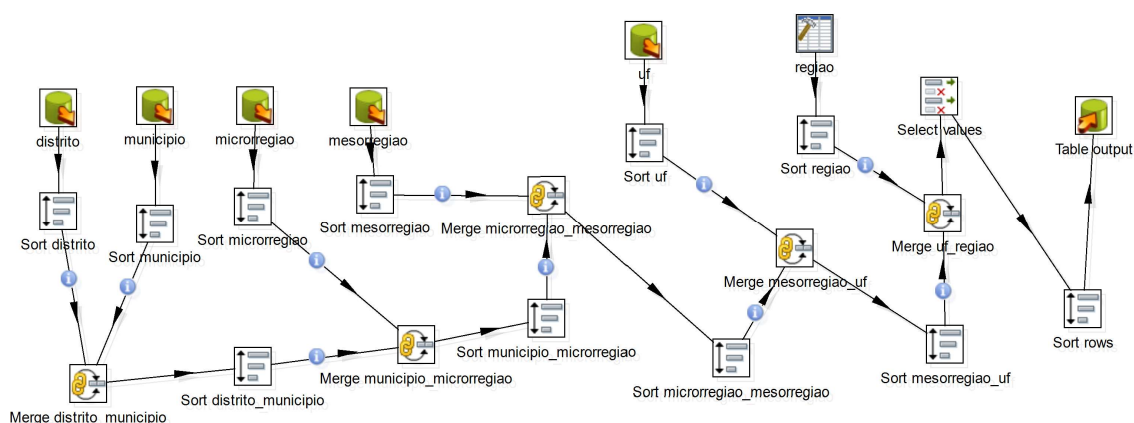 uf
regiao
distrito
municipio
microrregiao
mesorregiao
Select values
Table output
Sort uf
Sort regiao
Sort distrito
Sort municipio
Sort microrregiao
Sort mesorregiao
Merge microrregiao_mesorregiao
Merge uf_regiao
Merge mesorregiao_uf
Sort rows
Sort municipio_microrregiao
Merge municipio_microrregiao
Sort distrito_municipio
Sort microrregiao_mesorregiao
Sort mesorregiao_uf
Merge distrito_municipio